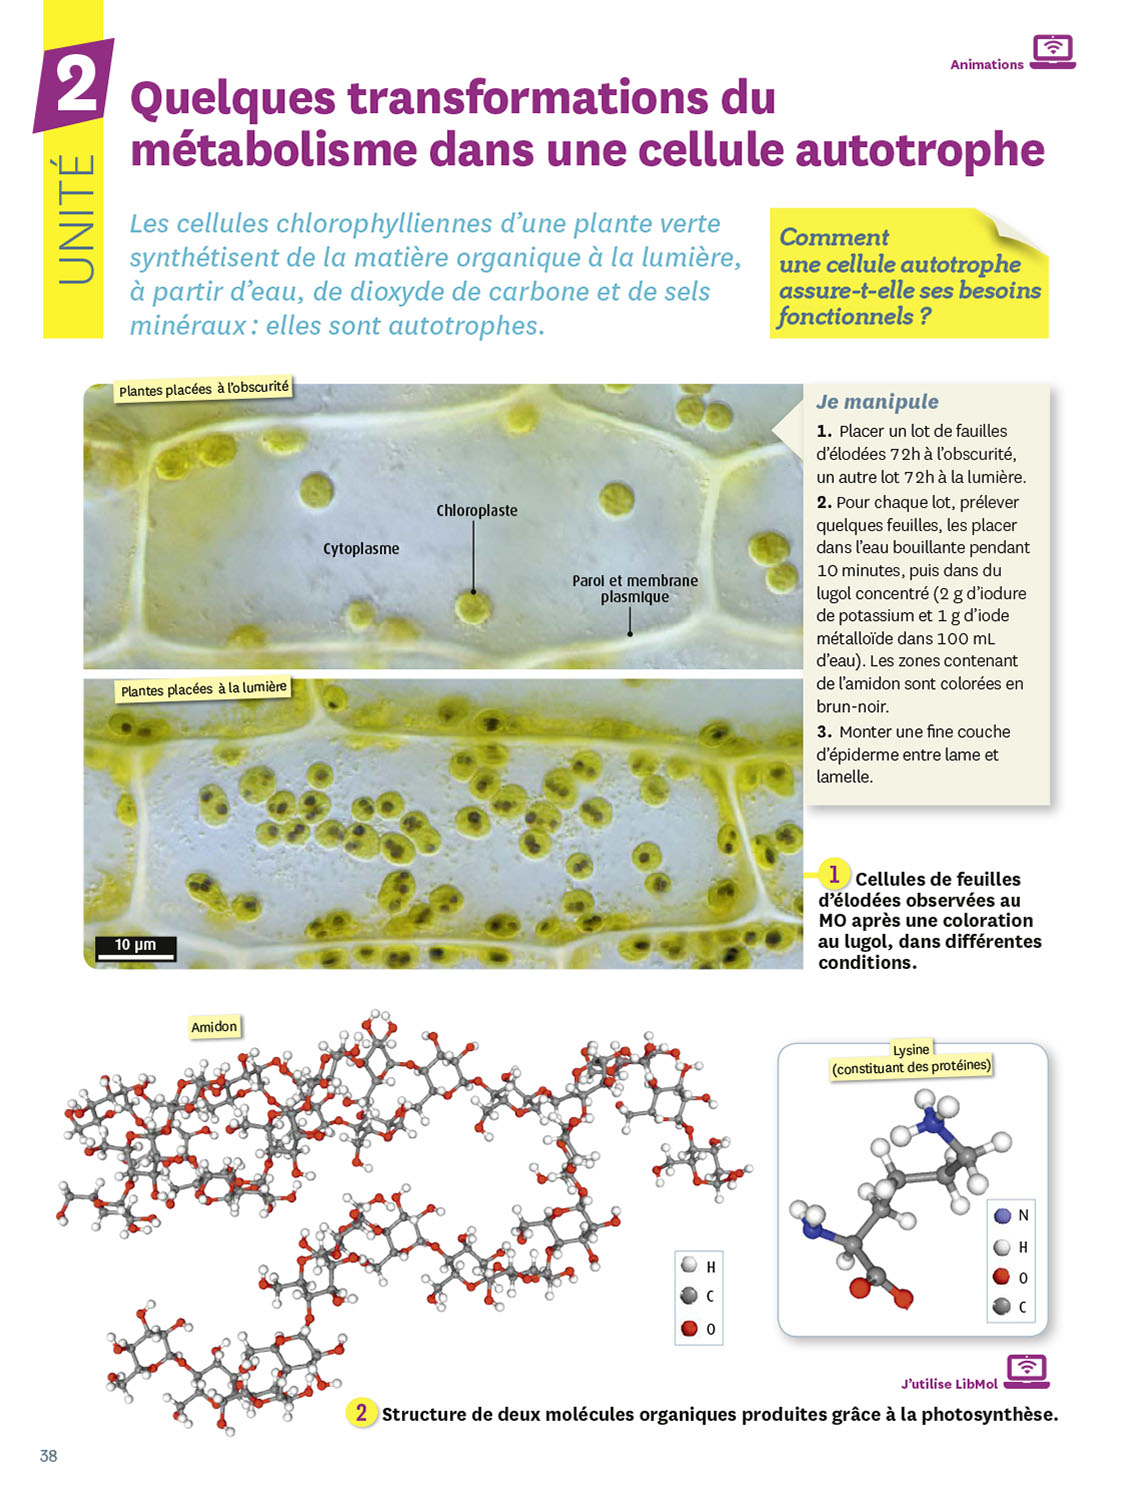 Animations
2
UNITÉ
Quelques transformations du
métabolisme dans une cellule autotrophe
Les cellules chlorophylliennes d’une plante verte
synthétisent de la matière organique à la lumière,
à partir d’eau, de dioxyde de carbone et de sels
minéraux : elles sont autotrophes.
Comment
une cellule autotrophe
assure-t-elle ses besoins
fonctionnels ?
Plantes placées à l’obscurité
Chloroplaste
Cytoplasme
Paroi et membrane
plasmique
Plantes placées à la lumière
10 µm
Je manipule
1. Placer un lot de fauilles
d’élodées 72h à l’obscurité,
un autre lot 72h à la lumière.
2. Pour chaque lot, prélever
quelques feuilles, les placer
dans l’eau bouillante pendant
10 minutes, puis dans du
lugol concentré (2 g d’iodure
de potassium et 1 g d’iode
métalloïde dans 100 mL
d’eau). Les zones contenant
de l’amidon sont colorées en
brun-noir.
3. Monter une fine couche
d’épiderme entre lame et
lamelle.
1 Cellules de feuilles
d’élodées observées au
MO après une coloration
au lugol, dans différentes
conditions.
Amidon
H
C
O
Lysine
(constituant des protéines)
N
H
O
C
J’utilise LibMol
2 Structure de deux molécules organiques produites grâce à la photosynthèse.
38